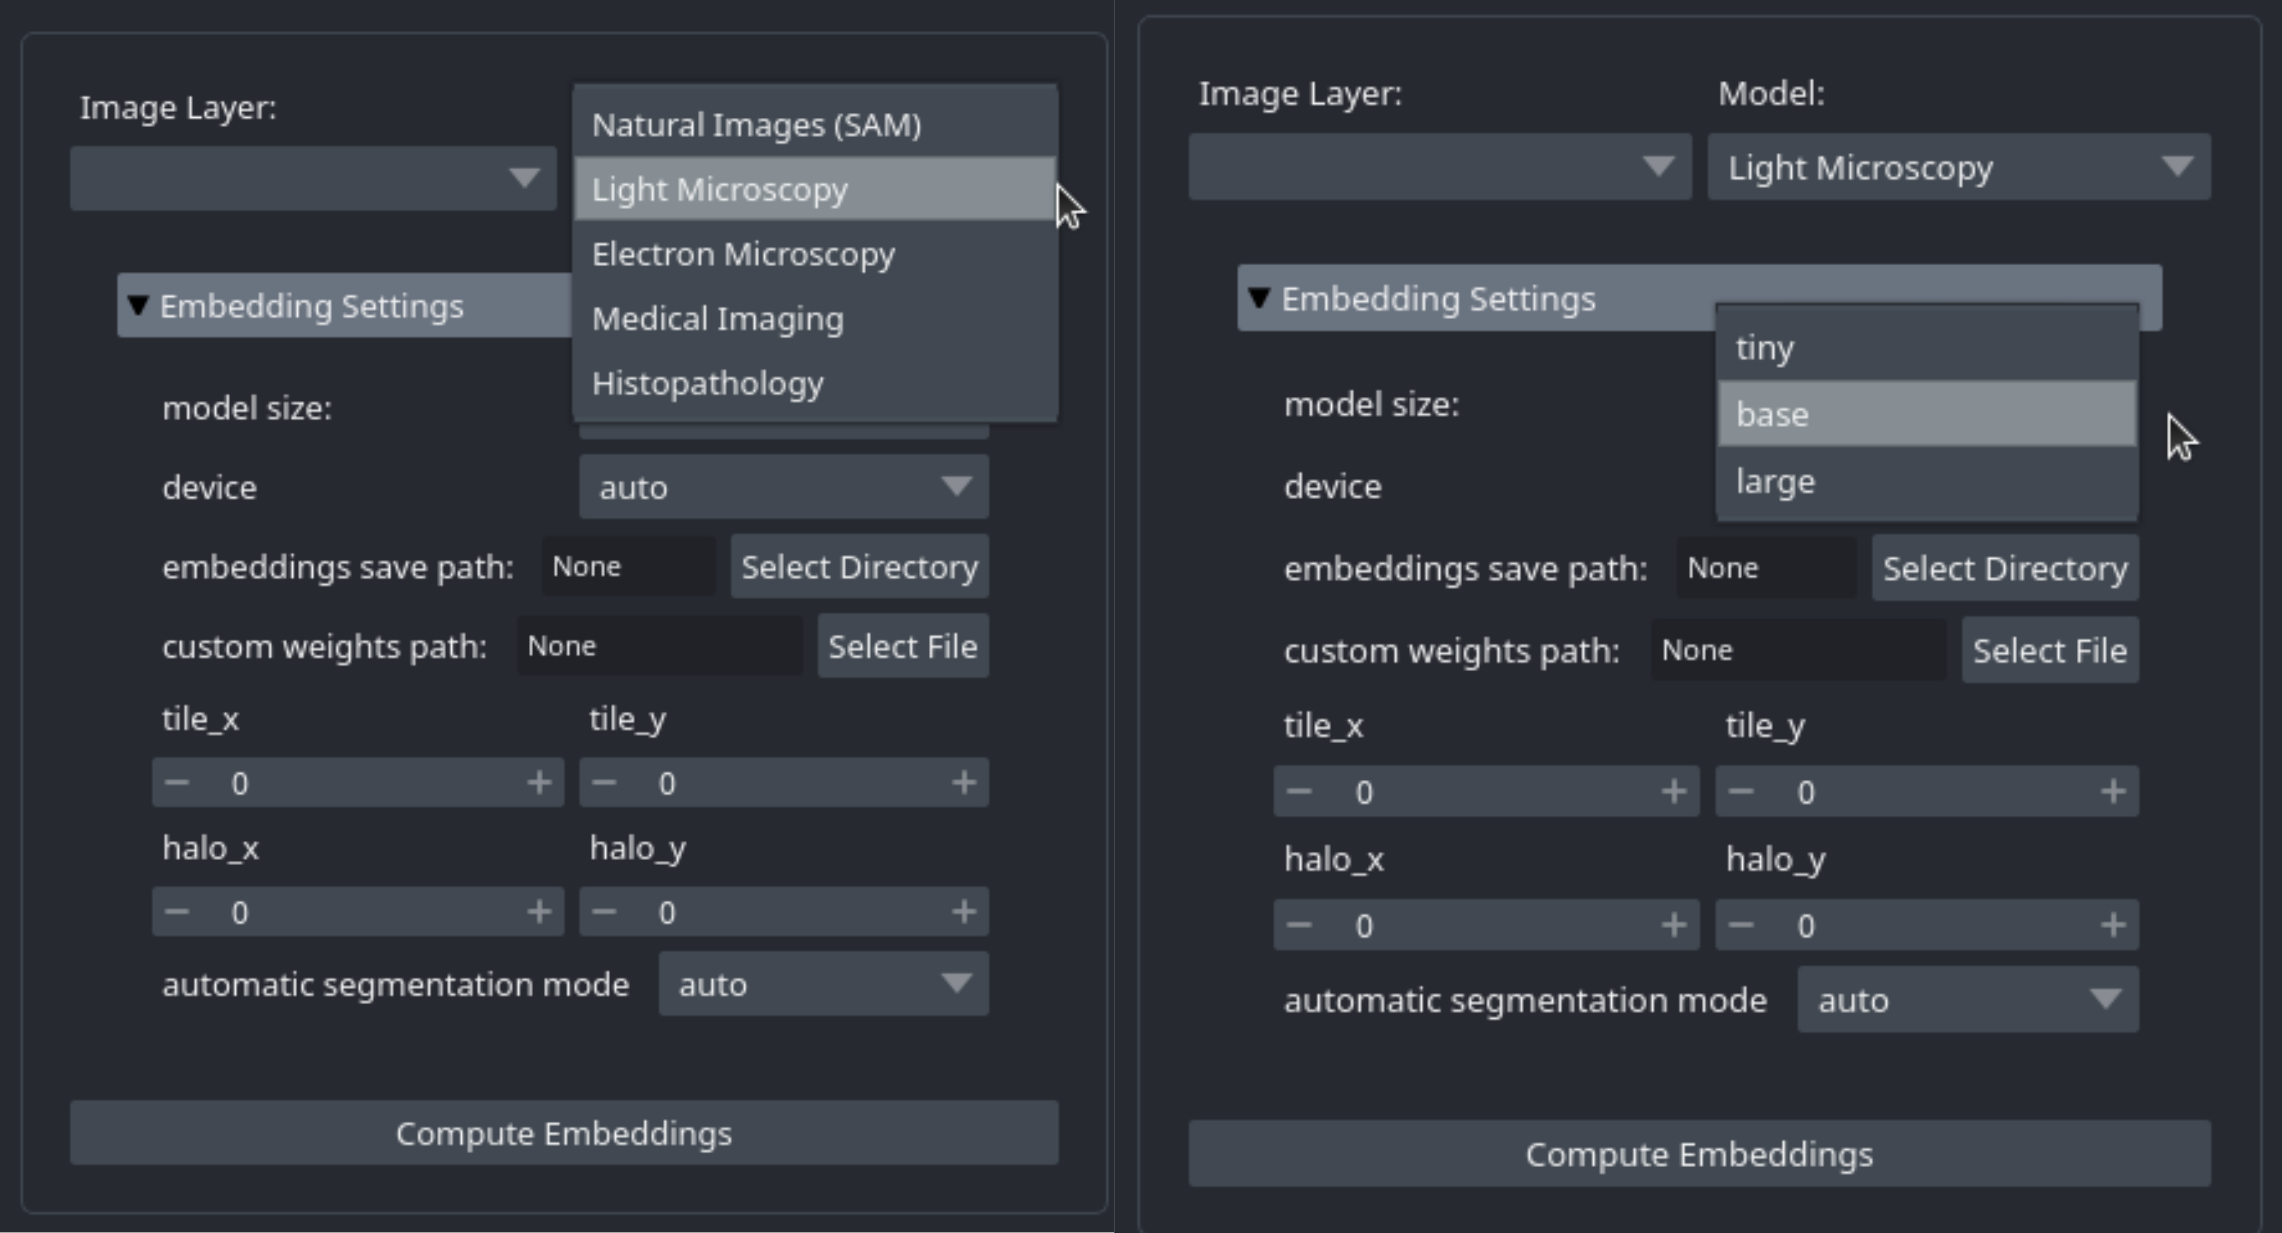 Image Layer:
Natural Images (SAM)
Light Microscopy
Electron Microscopy
Medical Imaging
Histopathology
Embedding Settings
model size:
device
auto
embeddings save path:
None
Select Directory
custom weights path:
None
Select File
tile_x
tile_y
− 0 +
− 0 +
halo_x
halo_y
− 0 +
− 0 +
automatic segmentation mode
auto
Compute Embeddings
Image Layer:
Model:
Light Microscopy
Embedding Settings
tiny
base
large
model size:
device
embeddings save path:
None
Select Directory
custom weights path:
None
Select File
tile_x
tile_y
− 0 +
− 0 +
halo_x
halo_y
− 0 +
− 0 +
automatic segmentation mode
auto
Compute Embeddings